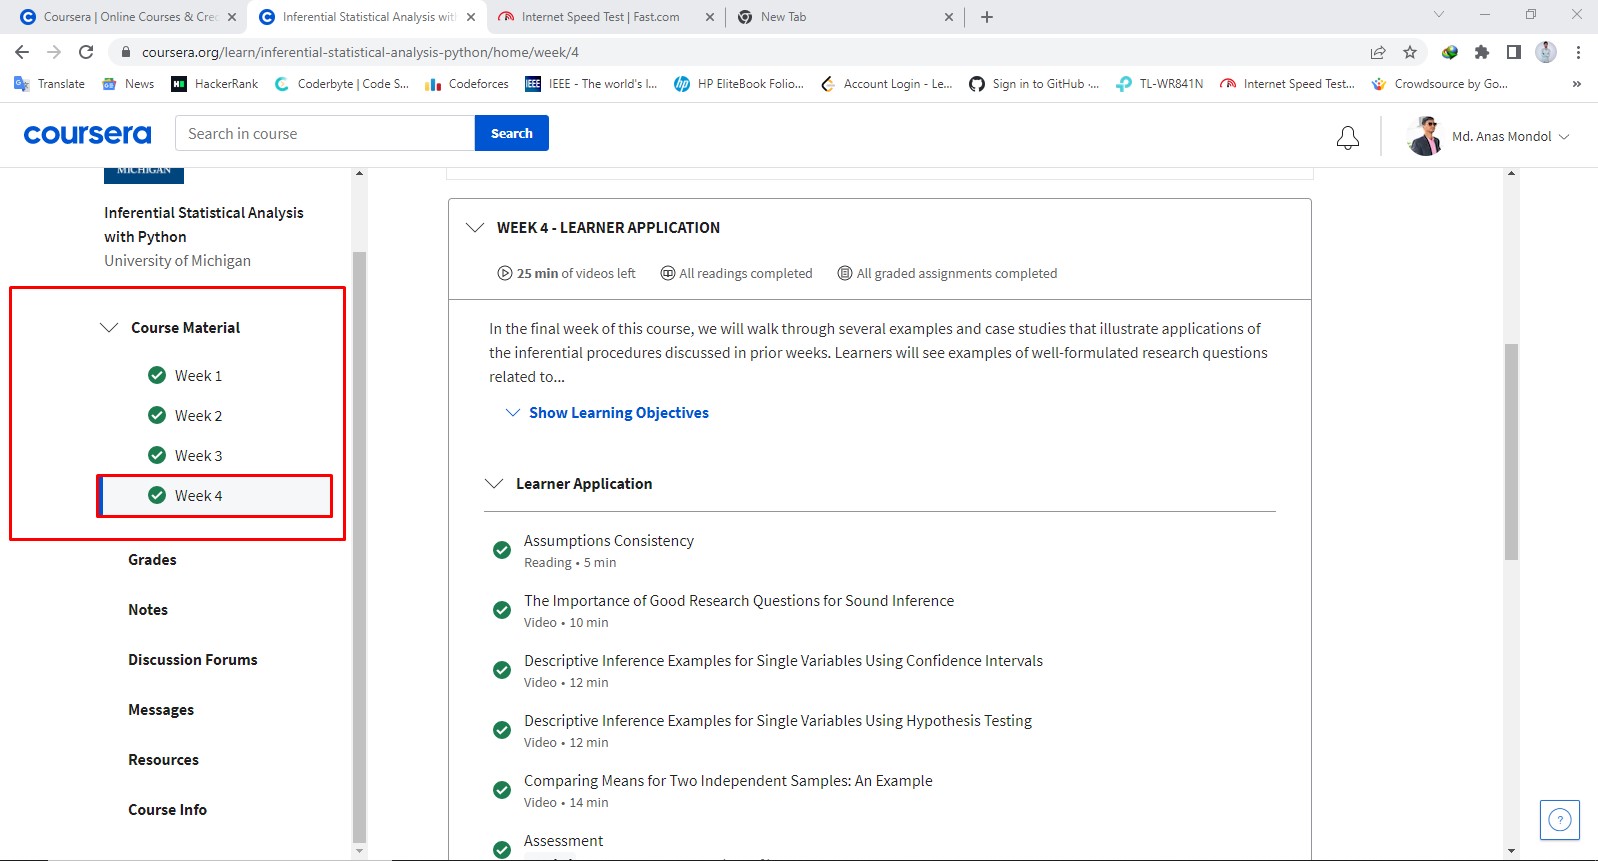 Coursera | Online Courses & Cre
Inferential Statistical Analysis wit
Internet Speed Test | Fast.com
New Tab
coursera.org/learn/inferential-statistical-analysis-python/home/week/4
Translate
News
HackerRank
Coderbyte | Code S...
Codeforces
IEEE - The world's l...
HP EliteBook Folio...
Account Login - Le...
Sign in to GitHub ·...
TL-WR841N
Internet Speed Test...
Crowdsource by Go...
»
coursera
Search in course
Search
Md. Anas Mondol
MICHIGAN
Inferential Statistical Analysis
with Python
University of Michigan
Course Material
Week 1
Week 2
Week 3
Week 4
Grades
Notes
Discussion Forums
Messages
Resources
Course Info
WEEK 4 - LEARNER APPLICATION
25 min of videos left
All readings completed
All graded assignments completed
In the final week of this course, we will walk through several examples and case studies that illustrate applications of
the inferential procedures discussed in prior weeks. Learners will see examples of well-formulated research questions
related to...
Show Learning Objectives
Learner Application
Assumptions Consistency
Reading • 5 min
The Importance of Good Research Questions for Sound Inference
Video • 10 min
Descriptive Inference Examples for Single Variables Using Confidence Intervals
Video • 12 min
Descriptive Inference Examples for Single Variables Using Hypothesis Testing
Video • 12 min
Comparing Means for Two Independent Samples: An Example
Video • 14 min
Assessment
?